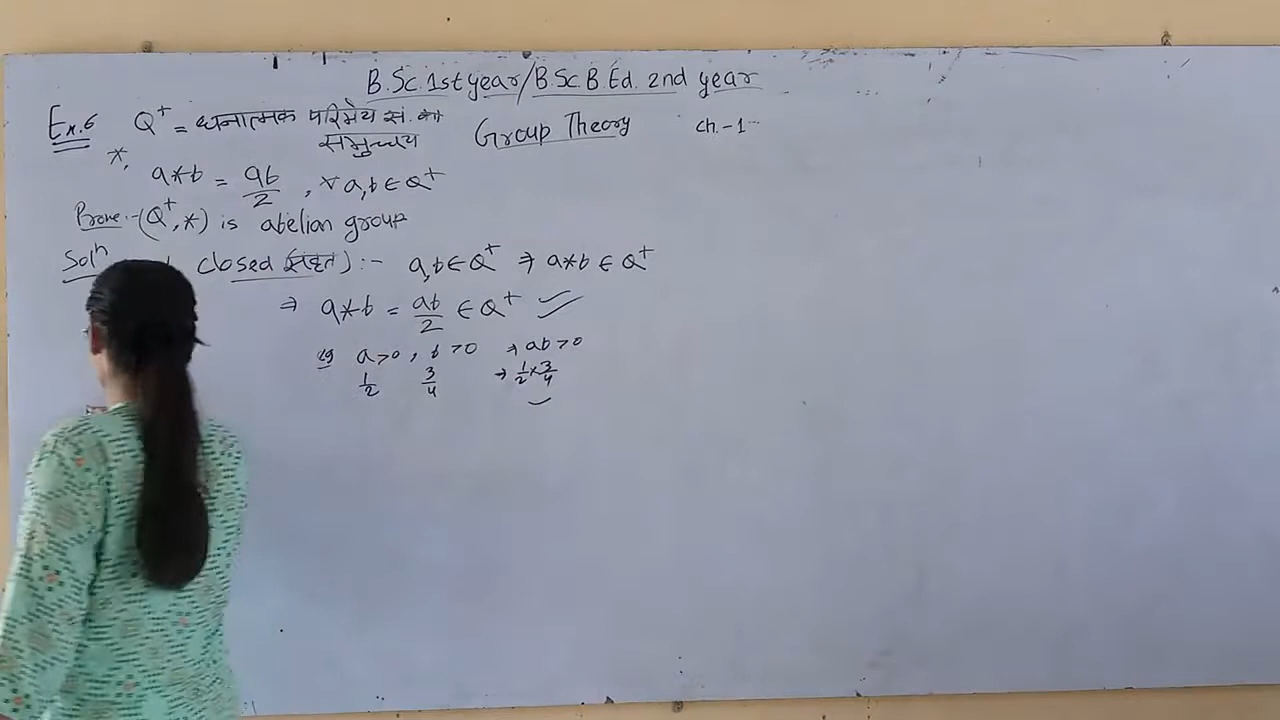 B.Sc. 1st year/B.Sc.B.Ed. 2nd year
Ex.6 Q⁺ = धनात्मक परिमेय सं. का
समुच्चय
Group Theory ch.-1
*,
a*b = ab/2 , ∀ a,b ∈ Q⁺
Prove:- (Q⁺, *) is abelian group
Solⁿ closed (संवृत) :- a,b ∈ Q⁺ ⇒ a*b ∈ Q⁺
⇒ a*b = ab/2 ∈ Q⁺
eg a>0, b>0 ⇒ ab>0
1/2 3/4 → 1/2 × 3/4